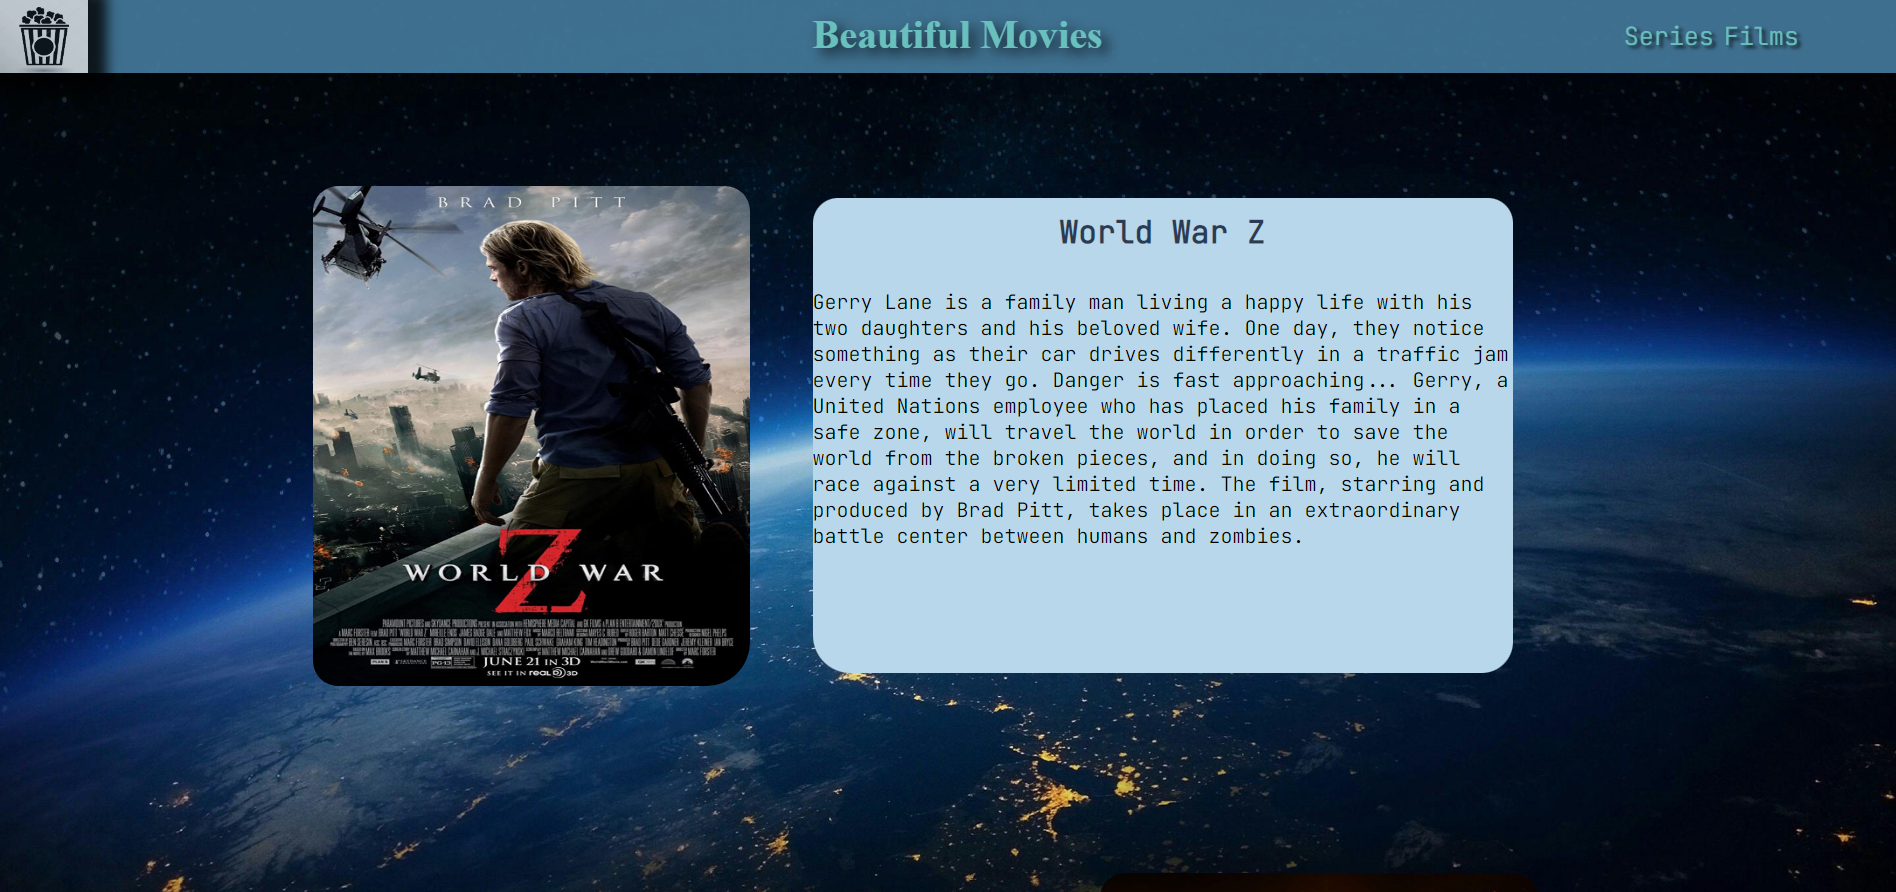 Beautiful Movies
Series Films
BRAD PITT
WORLD WAR
Z
JUNE 21 IN 3D
SEE IT IN REAL D 3D
World War Z
Gerry Lane is a family man living a happy life with his
two daughters and his beloved wife. One day, they notice
something as their car drives differently in a traffic jam
every time they go. Danger is fast approaching... Gerry, a
United Nations employee who has placed his family in a
safe zone, will travel the world in order to save the
world from the broken pieces, and in doing so, he will
race against a very limited time. The film, starring and
produced by Brad Pitt, takes place in an extraordinary
battle center between humans and zombies.